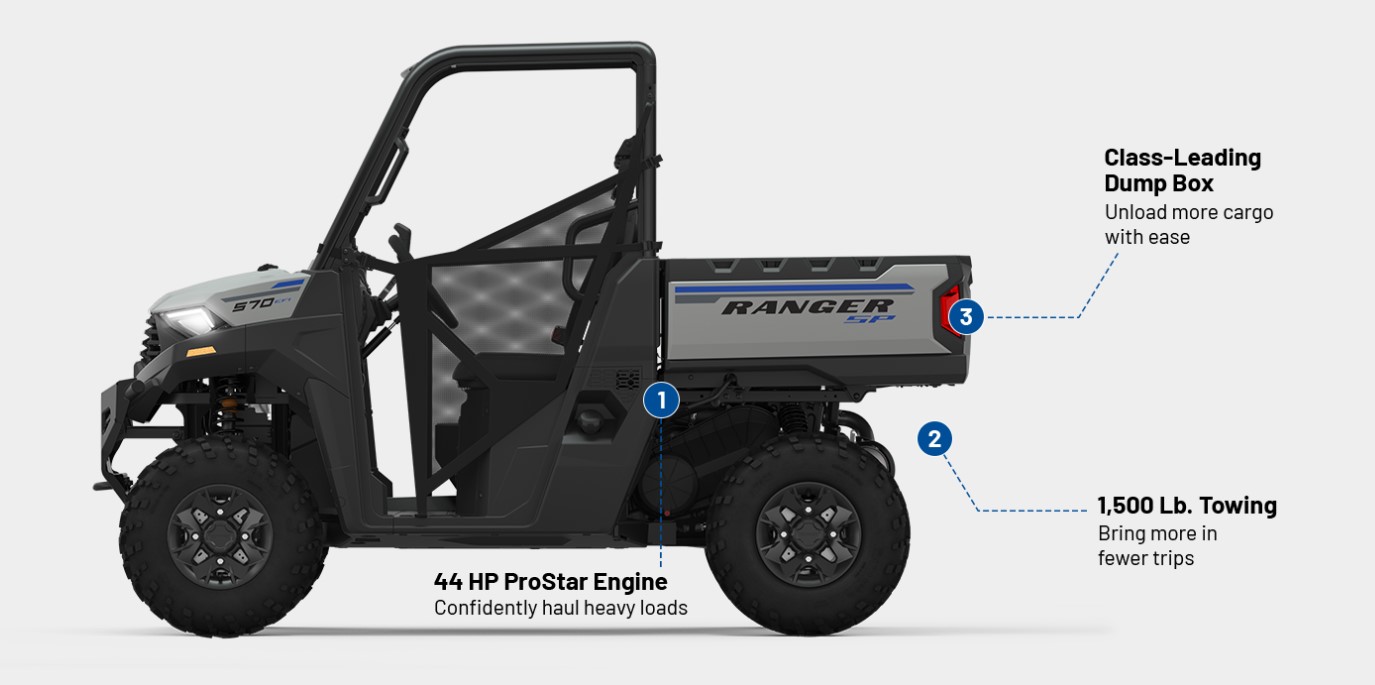 Class-Leading
Dump Box
Unload more cargo
with ease
570 EFI
RANGER
SP
3
1
2
1,500 Lb. Towing
Bring more in
fewer trips
44 HP ProStar Engine
Confidently haul heavy loads